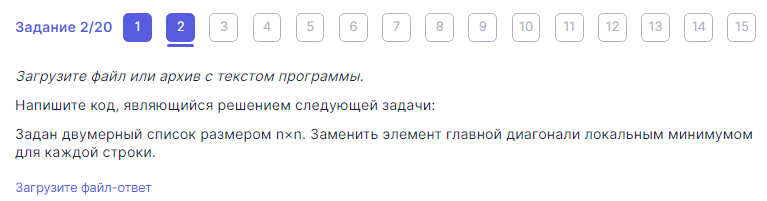 Задание 2/20 1 2 3 4 5 6 7 8 9 10 11 12 13 14 15
Загрузите файл или архив с текстом программы.
Напишите код, являющийся решением следующей задачи:
Задан двумерный список размером n×n. Заменить элемент главной диагонали локальным минимумом
для каждой строки.
Загрузите файл-ответ